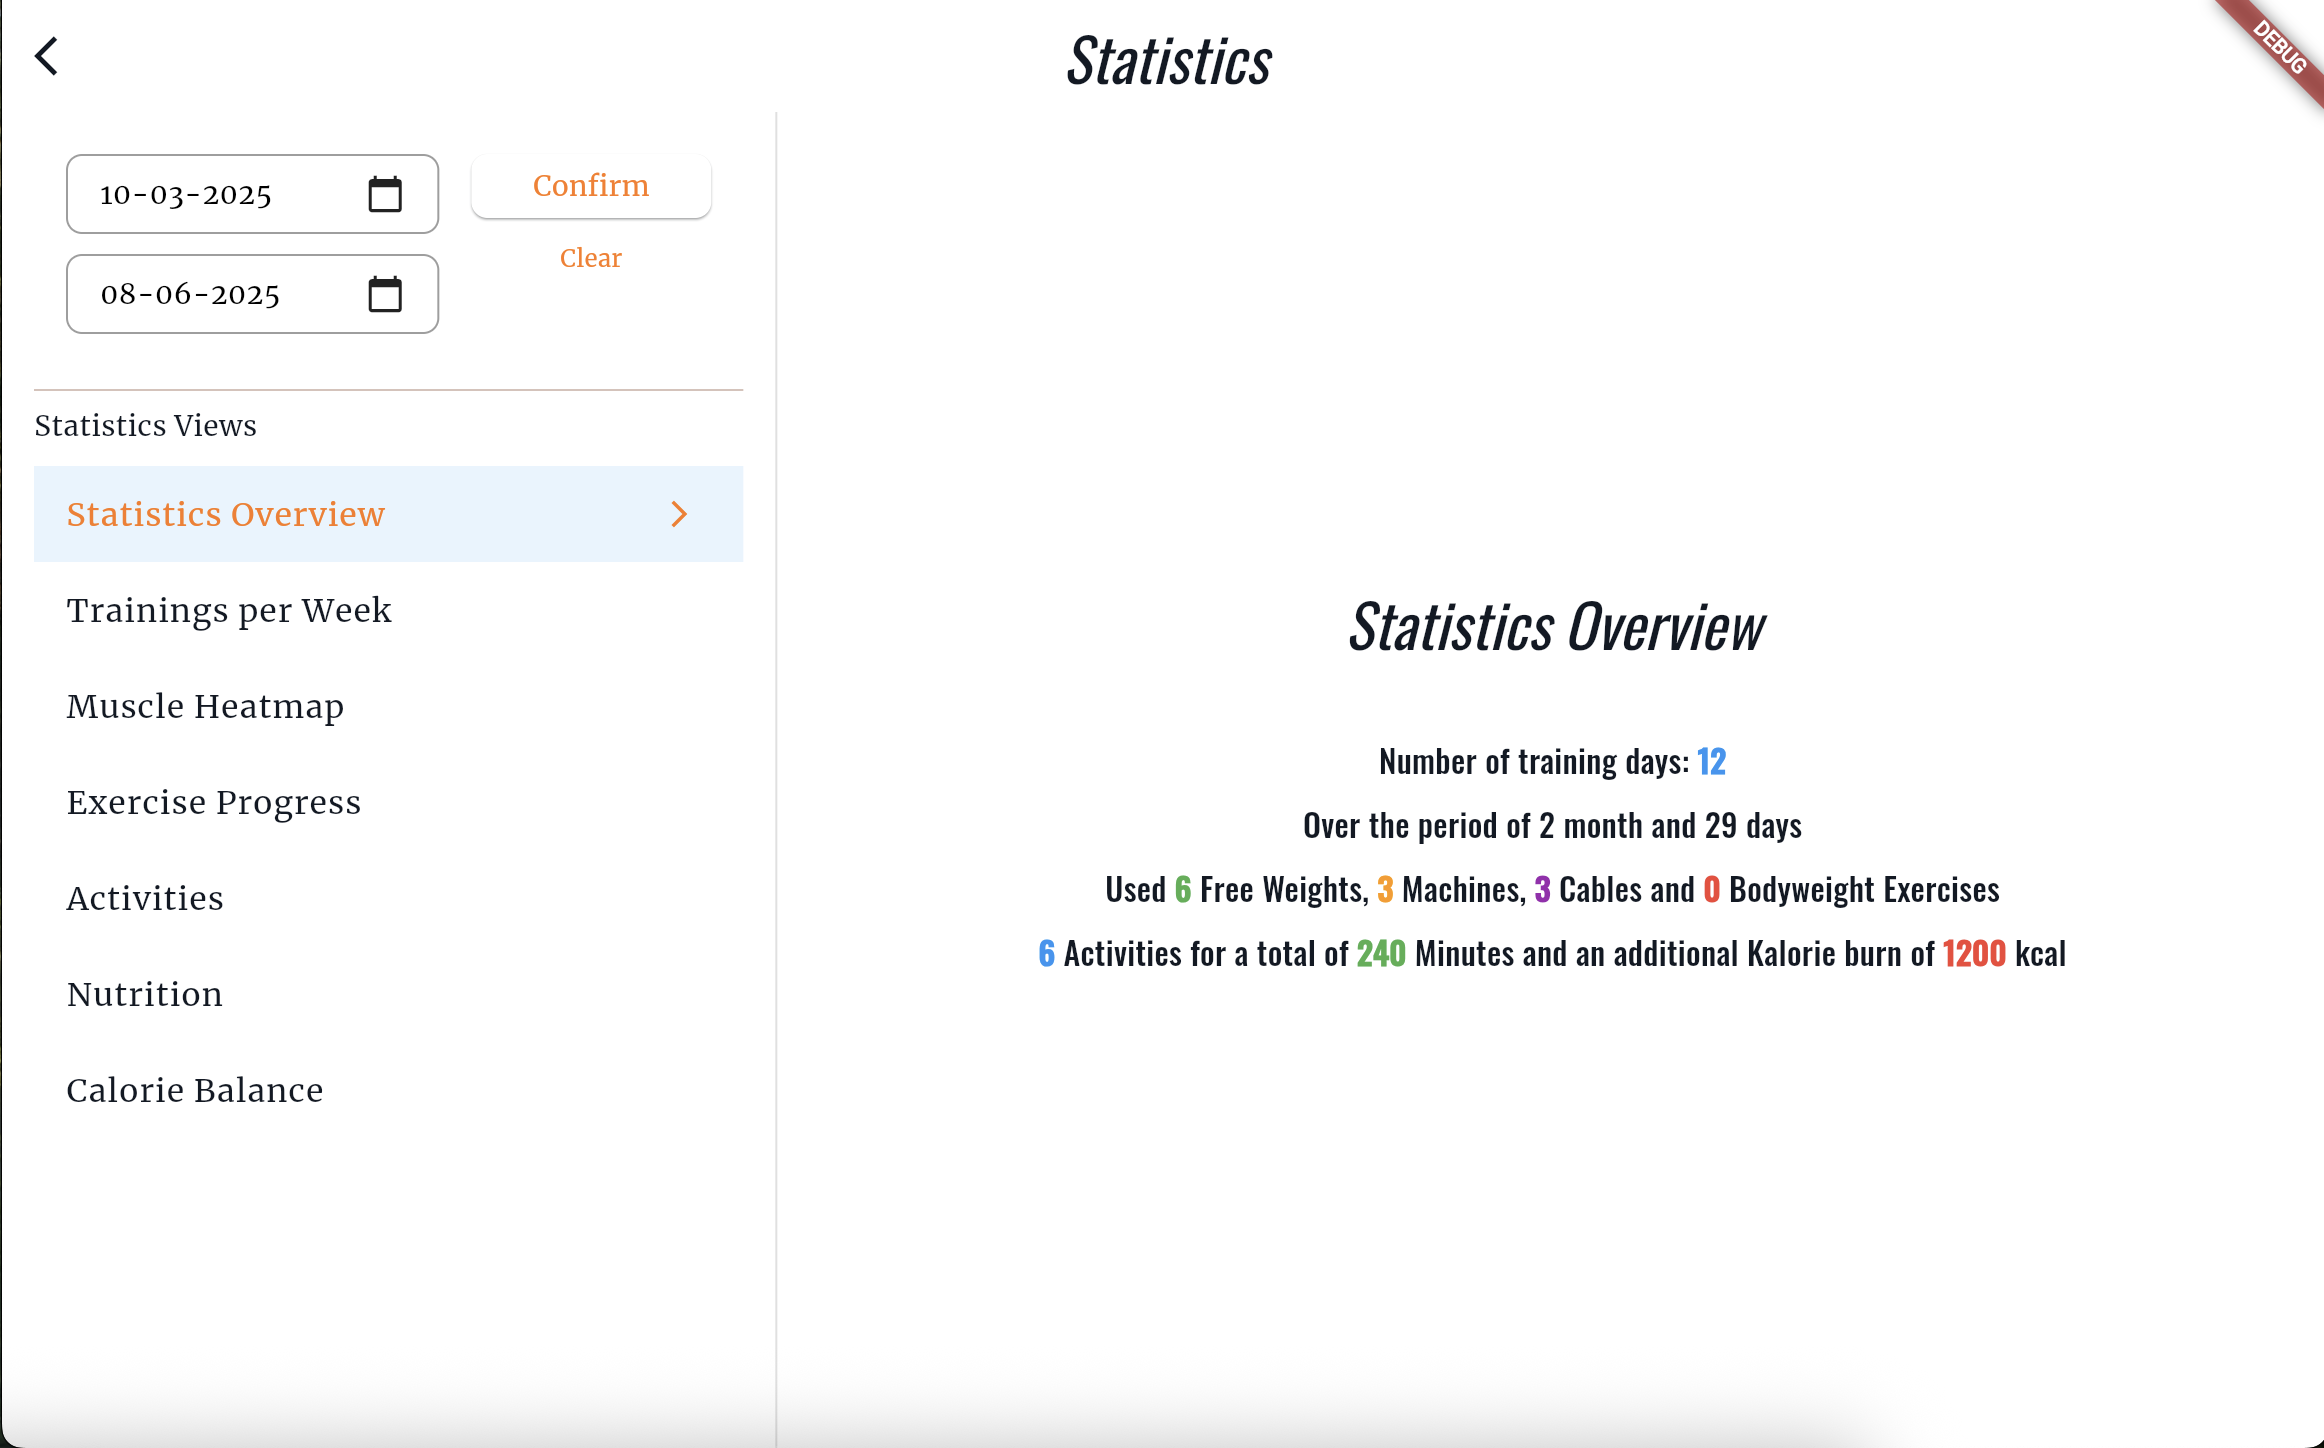 Statistics
DEBUG
10-03-2025
Confirm
Clear
08-06-2025
Statistics Views
Statistics Overview
Trainings per Week
Muscle Heatmap
Exercise Progress
Activities
Nutrition
Calorie Balance
Statistics Overview
Number of training days: 12
Over the period of 2 month and 29 days
Used 6 Free Weights, 3 Machines, 3 Cables and 0 Bodyweight Exercises
6 Activities for a total of 240 Minutes and an additional Kalorie burn of 1200 kcal